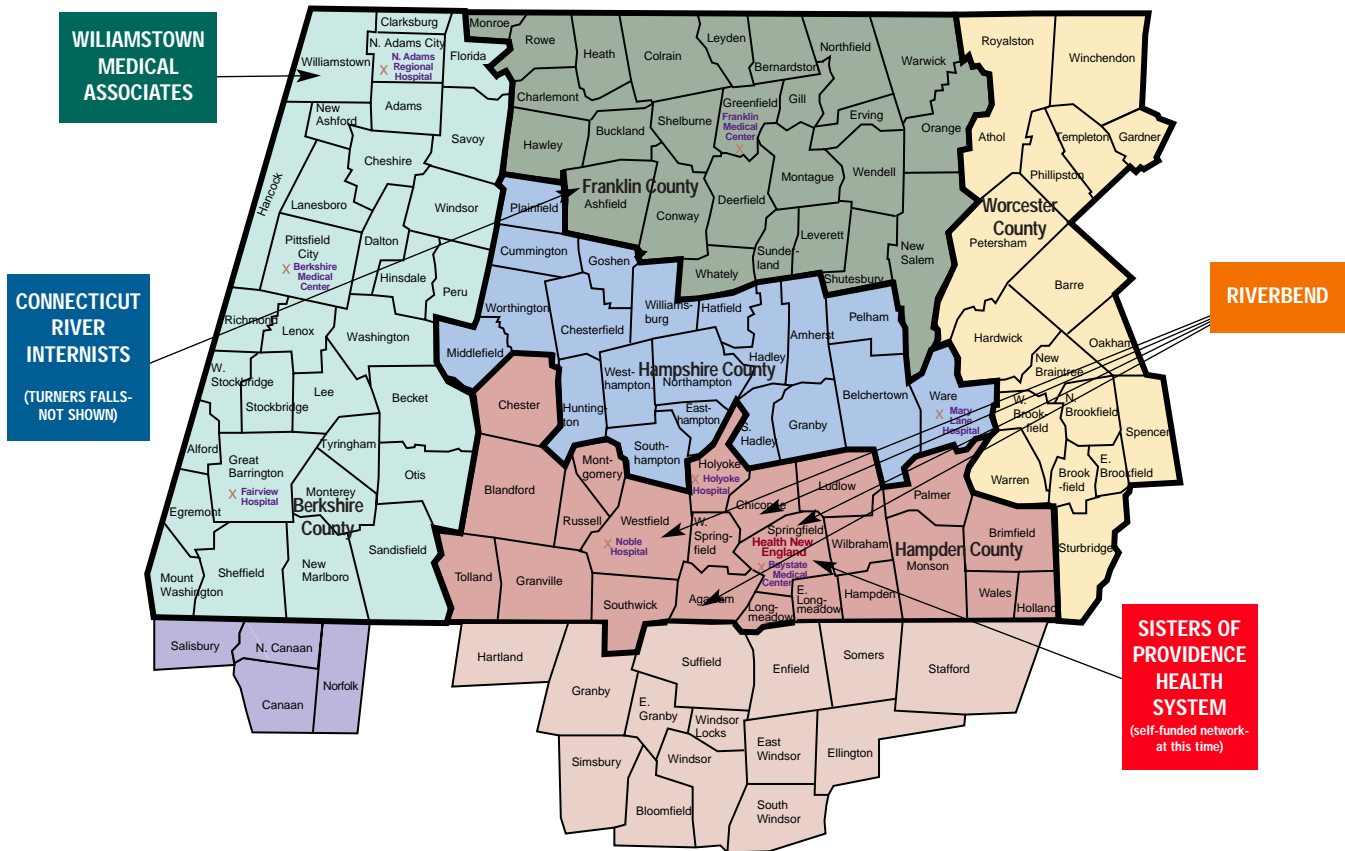 WILIAMSTOWN
MEDICAL
ASSOCIATES
CONNECTICUT
RIVER
INTERNISTS
(TURNERS FALLS-
NOT SHOWN)
RIVERBEND
SISTERS OF
PROVIDENCE
HEALTH
SYSTEM
(self-funded network-
at this time)
Clarksburg
N. Adams City
N. Adams
Regional
Hospital
X
Williamstown
Florida
New
Ashford
Adams
Savoy
Cheshire
Hancock
Lanesboro
Windsor
Pittsfield
City
X Berkshire
Medical
Center
Dalton
Hinsdale
Peru
Richmond
Lenox
Washington
W.
Stockbridge
Stockbridge
Lee
Becket
Alford
Great
Barrington
X Fairview
Hospital
Tyringham
Otis
Monterey
Egremont
Berkshire
County
Sandisfield
Mount
Washington
Sheffield
New
Marlboro
Monroe
Rowe
Heath
Colrain
Leyden
Bernardston
Northfield
Warwick
Charlemont
Greenfield
Franklin
Medical
Center
X
Gill
Erving
Orange
Shelburne
Buckland
Hawley
Montague
Wendell
Franklin County
Ashfield
Conway
Deerfield
Leverett
Sunder-
land
New
Salem
Whately
Shutesbury
Royalston
Winchendon
Athol
Templeton
Gardner
Phillipston
Worcester
County
Petersham
Barre
Hardwick
Oakham
New
Braintree
W.
Brook-
field
N.
Brookfield
Spencer
Warren
Brook
-field
E.
Brookfield
Sturbridge
Plainfield
Cummington
Goshen
Worthington
Williams-
burg
Hatfield
Chesterfield
Amherst
Pelham
Middlefield
Hadley
West-
hampton
Hampshire County
Northampton
Belchertown
Ware
X Mary
Lane
Hospital
Hunting-
ton
East-
hampton
South-
hampton
S.
Hadley
Granby
Chester
Mont-
gomery
Holyoke
X Holyoke
Hospital
Ludlow
Palmer
Blandford
Russell
Westfield
X Noble
Hospital
W.
Spring-
field
Chicopee
Springfield
Health New
England
X Baystate
Medical
Center
Wilbraham
Brimfield
Hampden County
Monson
Tolland
Granville
Southwick
Agawam
Long-
meadow
E.
Long-
meadow
Hampden
Wales
Holland
Salisbury
N. Canaan
Canaan
Norfolk
Hartland
Suffield
Enfield
Somers
Stafford
Granby
E.
Granby
Windsor
Locks
East
Windsor
Ellington
Simsbury
Windsor
Bloomfield
South
Windsor